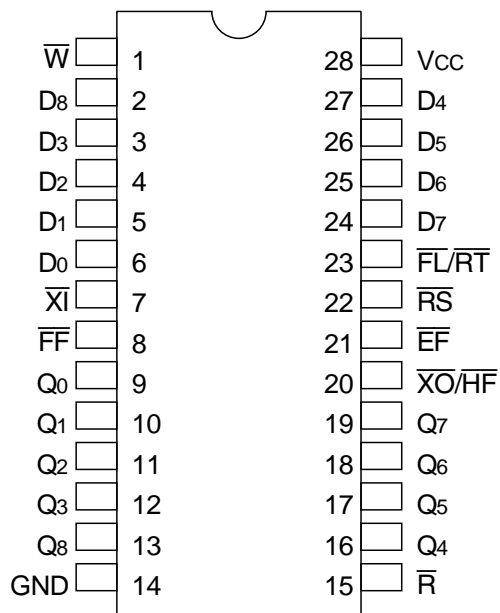 W̅ 1 28 VCC
D8 2 27 D4
D3 3 26 D5
D2 4 25 D6
D1 5 24 D7
D0 6 23 F̅L̅/R̅T̅
X̅I̅ 7 22 R̅S̅
F̅F̅ 8 21 E̅F̅
Q0 9 20 X̅O̅/H̅F̅
Q1 10 19 Q7
Q2 11 18 Q6
Q3 12 17 Q5
Q8 13 16 Q4
GND 14 15 R̅